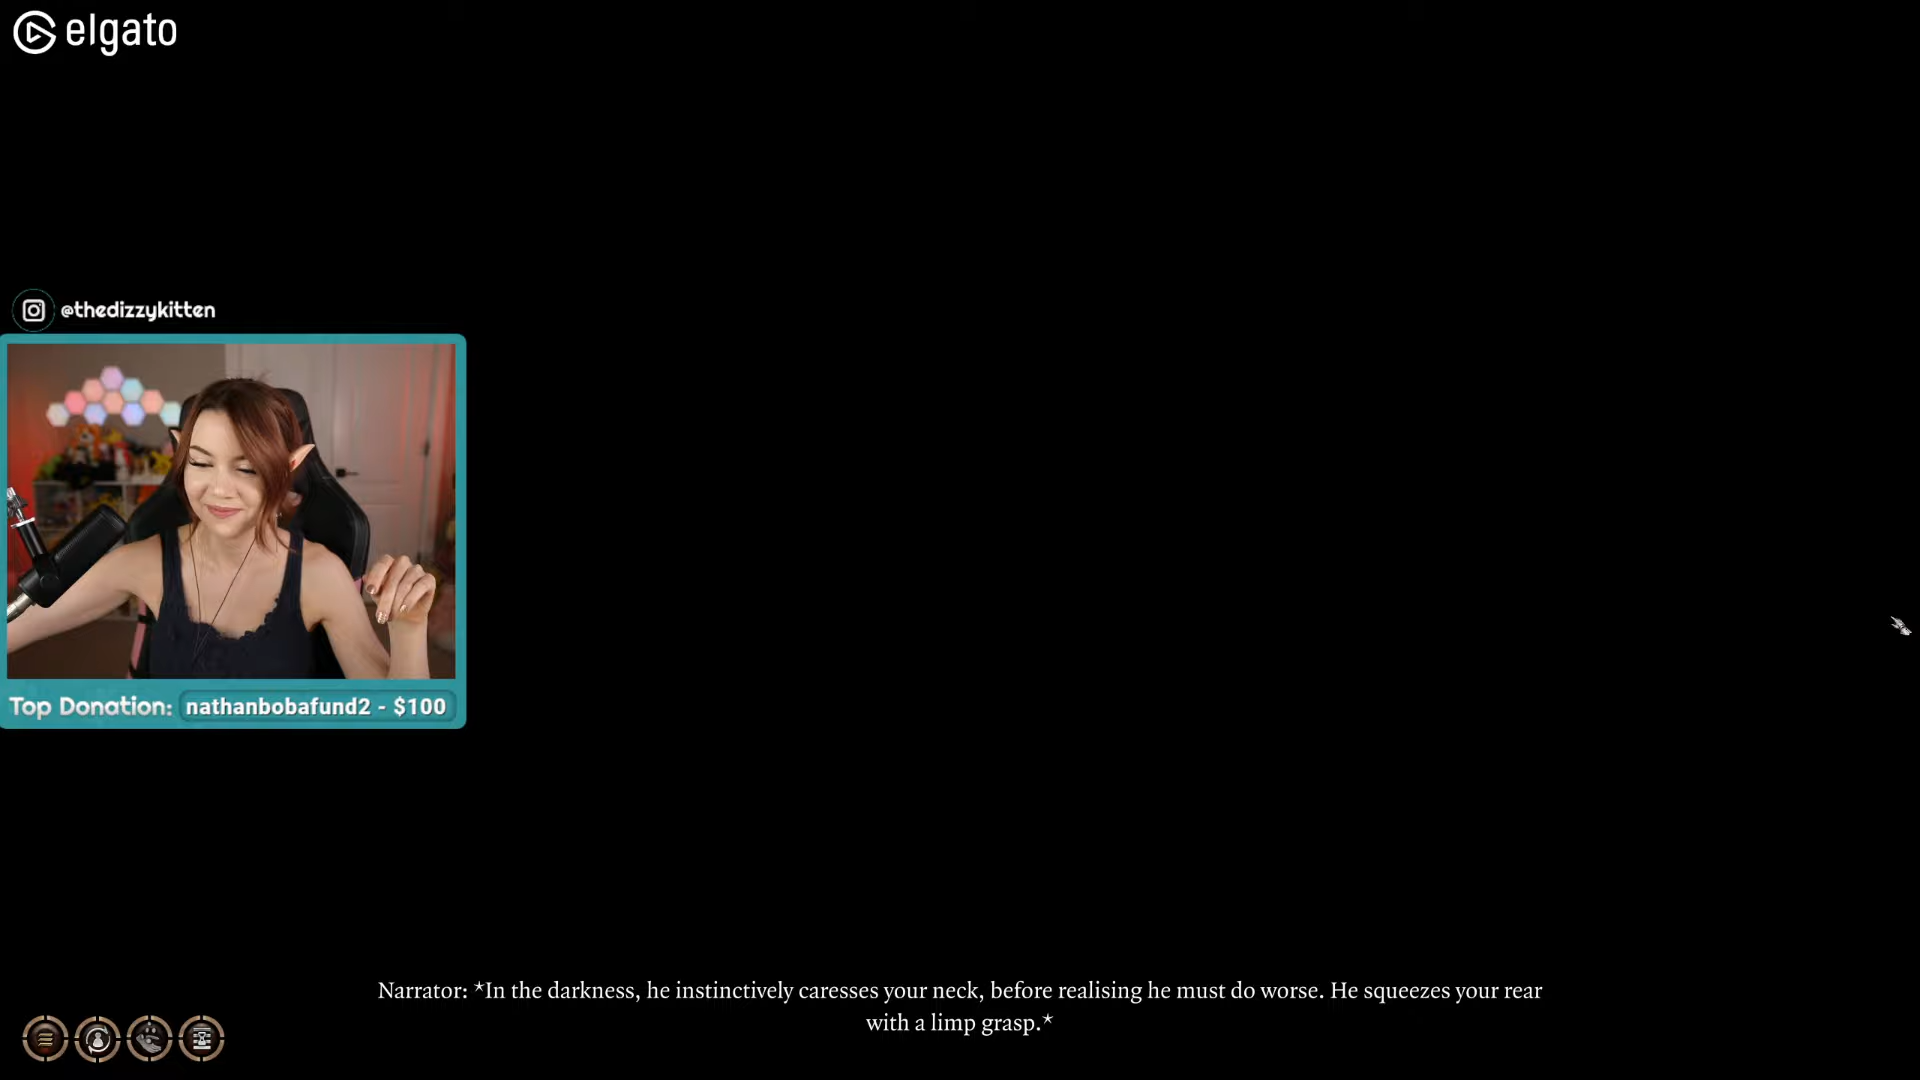 elgato
@thedizzykitten
Top Donation: nathanbobafund2 - $100
Narrator: *In the darkness, he instinctively caresses your neck, before realising he must do worse. He squeezes your rear
with a limp grasp.*